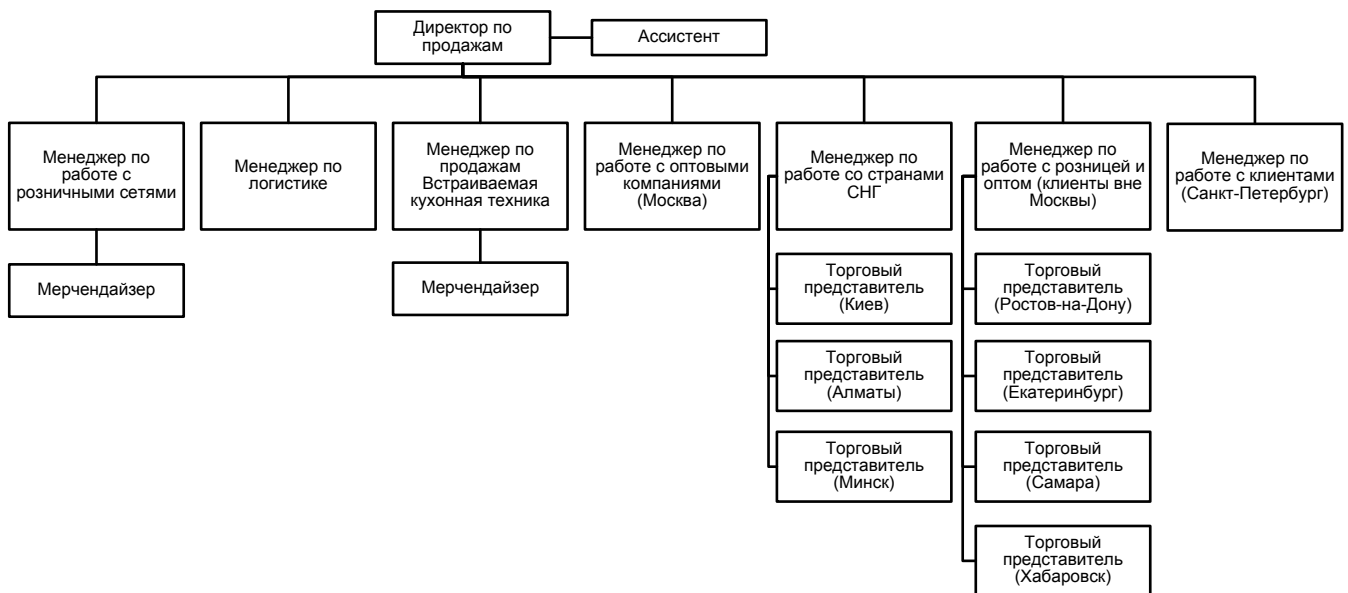 Директор по
продажам
Ассистент
Менеджер по
работе с
розничными сетями
Менеджер по
логистике
Менеджер по
продажам
Встраиваемая
кухонная техника
Менеджер по
работе с оптовыми
компаниями
(Москва)
Менеджер по
работе со странами
СНГ
Менеджер по
работе с розницей и
оптом (клиенты вне
Москвы)
Менеджер по
работе с клиентами
(Санкт-Петербург)
Мерчендайзер
Мерчендайзер
Торговый
представитель
(Киев)
Торговый
представитель
(Ростов-на-Дону)
Торговый
представитель
(Алматы)
Торговый
представитель
(Екатеринбург)
Торговый
представитель
(Минск)
Торговый
представитель
(Самара)
Торговый
представитель
(Хабаровск)